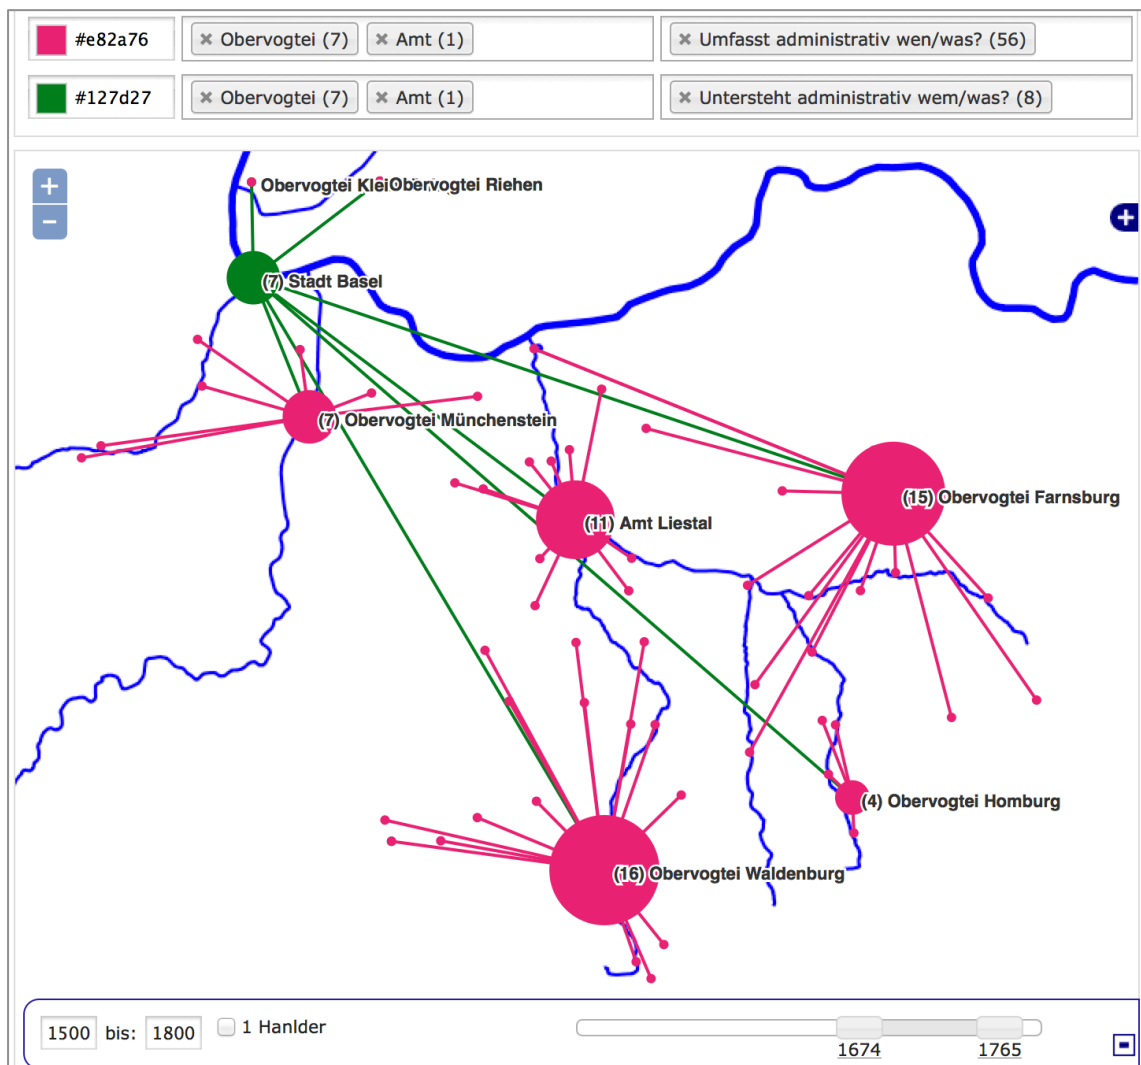 #e82a76 × Obervogtei (7) × Amt (1) × Umfasst administrativ wen/was? (56)
#127d27 × Obervogtei (7) × Amt (1) × Untersteht administrativ wem/was? (8)
+
−
Obervogtei Klei Obervogtei Riehen
+
(7) Stadt Basel
(7) Obervogtei Münchenstein
(15) Obervogtei Farnsburg
(11) Amt Liestal
(4) Obervogtei Homburg
(16) Obervogtei Waldenburg
1500 bis: 1800 1 Hanlder
1674 1765